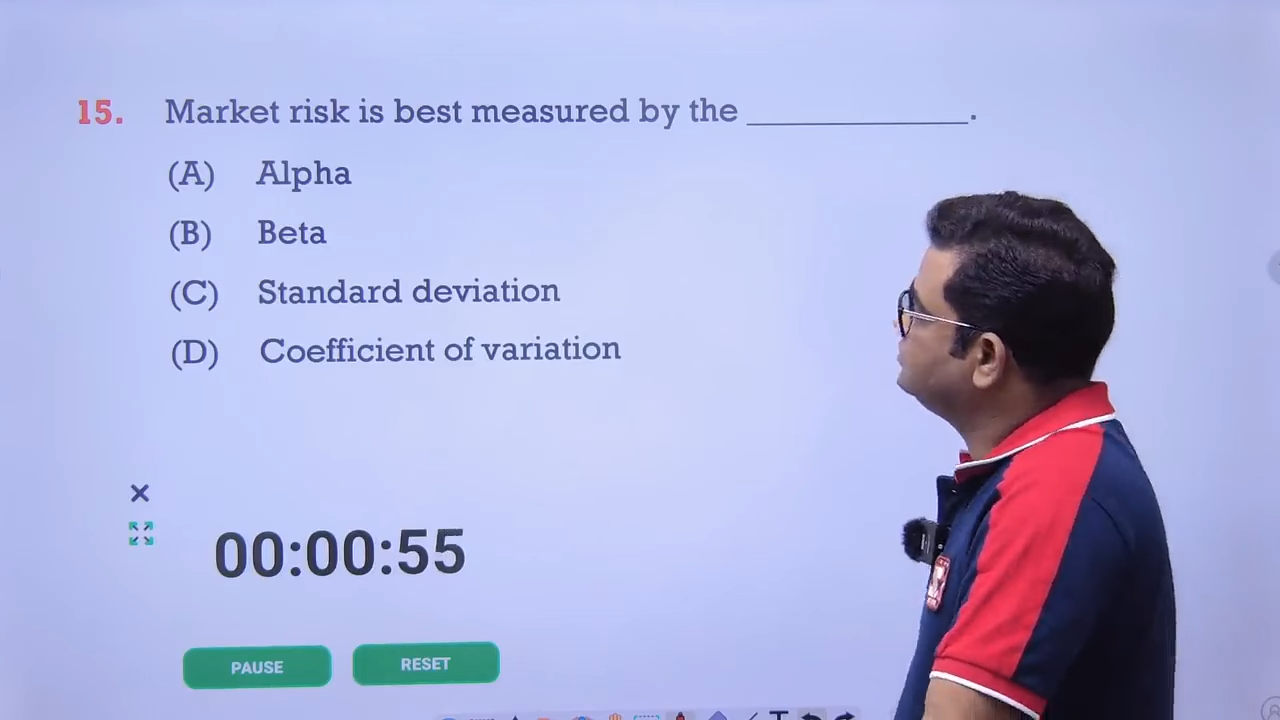 15. Market risk is best measured by the ____________.
(A) Alpha
(B) Beta
(C) Standard deviation
(D) Coefficient of variation
×
00:00:55
PAUSE RESET